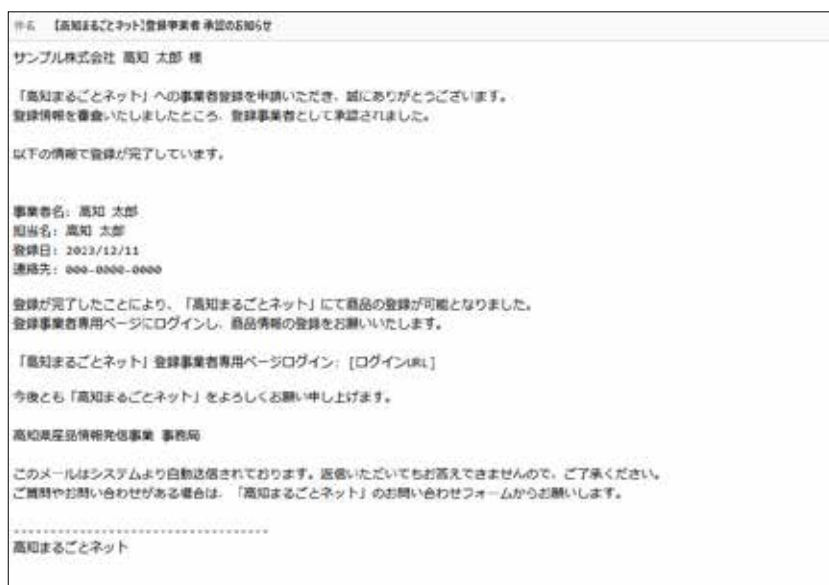 件名 【高知まるごとネット】登録事業者 承認のお知らせ
サンプル株式会社 高知 太郎 様
「高知まるごとネット」への事業者登録を申請いただき、誠にありがとうございます。
登録情報を審査いたしましたところ、登録事業者として承認されました。
以下の情報で登録が完了しています。
事業者名: 高知 太郎
担当名: 高知 太郎
登録日: 2023/12/11
連絡先: 000-0000-0000
登録が完了したことにより、「高知まるごとネット」にて商品の登録が可能となりました。
登録事業者専用ページにログインし、商品情報の登録をお願いいたします。
「高知まるごとネット」登録事業者専用ページログイン: [ログインURL]
今後とも「高知まるごとネット」をよろしくお願い申し上げます。
高知県産品情報発信事業 事務局
このメールはシステムより自動送信されております。返信いただいてもお答えできませんので、ご了承ください。
ご質問やお問い合わせがある場合は、「高知まるごとネット」のお問い合わせフォームからお願いします。
-----------------------------------
高知まるごとネット